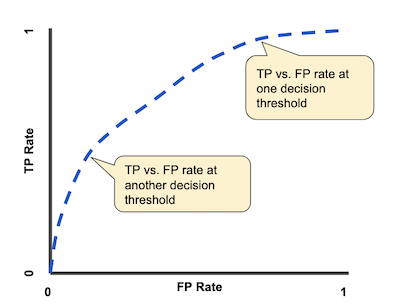 1
TP Rate
0
TP vs. FP rate at
one decision
threshold
TP vs. FP rate at
another decision
threshold
0
FP Rate
1